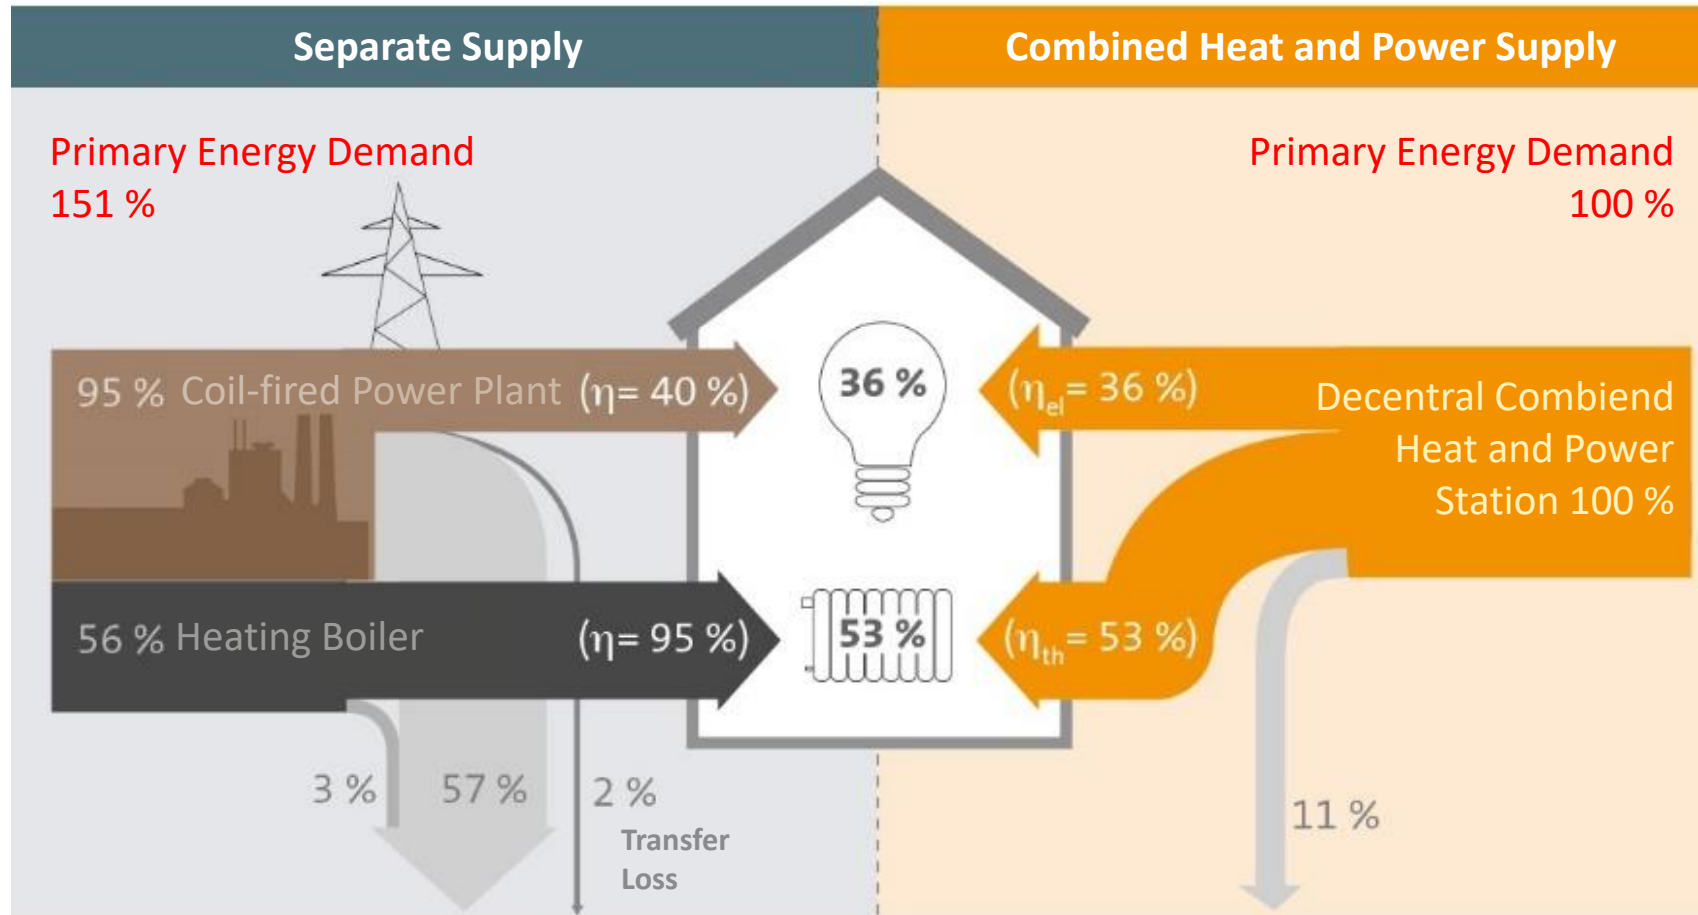 Separate Supply
Combined Heat and Power Supply
Primary Energy Demand
151 %
Primary Energy Demand
100 %
95 % Coil-fired Power Plant (η= 40 %)
36 %
(ηel= 36 %)
Decentral Combiend
Heat and Power
Station 100 %
56 % Heating Boiler (η= 95 %)
53 %
(ηth= 53 %)
3 %
57 %
2 %
Transfer
Loss
11 %